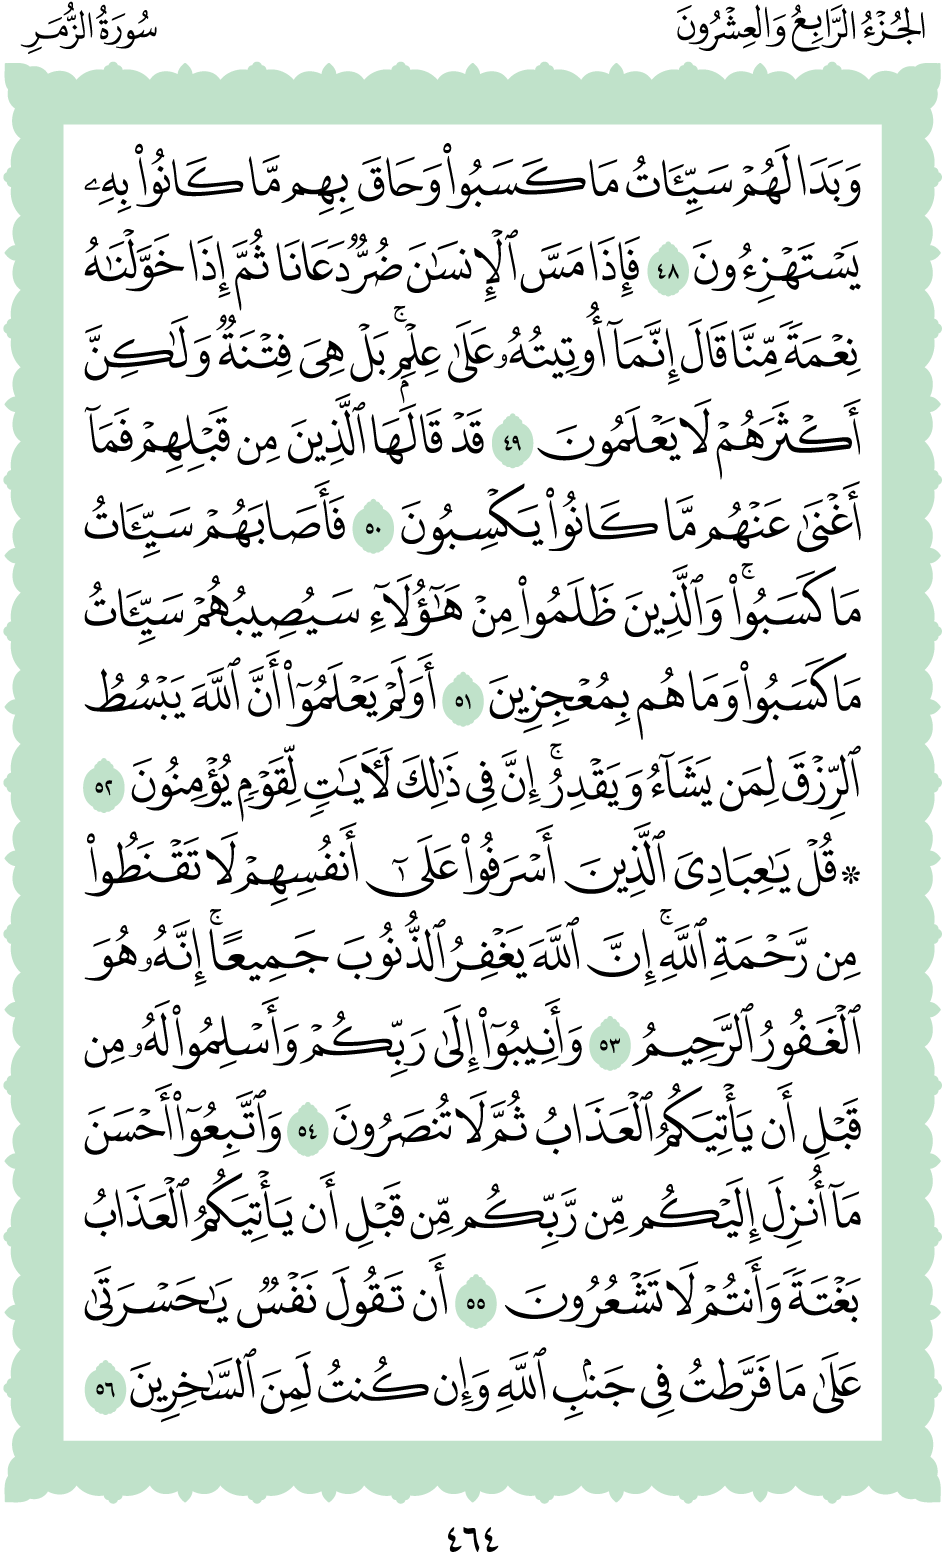 الجُزْءُ الرَّابِعُ وَالعِشْرُونَ
سُورَةُ الزُّمَرِ
وَبَدَا لَهُمْ سَيِّـَٔاتُ مَا كَسَبُوا۟ وَحَاقَ بِهِم مَّا كَانُوا۟ بِهِۦ
يَسْتَهْزِءُونَ ٤٨ فَإِذَا مَسَّ ٱلْإِنسَـٰنَ ضُرٌّ دَعَانَا ثُمَّ إِذَا خَوَّلْنَـٰهُ
نِعْمَةً مِّنَّا قَالَ إِنَّمَآ أُوتِيتُهُۥ عَلَىٰ عِلْمٍۭ ۚ بَلْ هِىَ فِتْنَةٌ وَلَـٰكِنَّ
أَكْثَرَهُمْ لَا يَعْلَمُونَ ٤٩ قَدْ قَالَهَا ٱلَّذِينَ مِن قَبْلِهِمْ فَمَآ
أَغْنَىٰ عَنْهُم مَّا كَانُوا۟ يَكْسِبُونَ ٥٠ فَأَصَابَهُمْ سَيِّـَٔاتُ
مَا كَسَبُوا۟ ۚ وَٱلَّذِينَ ظَلَمُوا۟ مِنْ هَـٰٓؤُلَآءِ سَيُصِيبُهُمْ سَيِّـَٔاتُ
مَا كَسَبُوا۟ وَمَا هُم بِمُعْجِزِينَ ٥١ أَوَلَمْ يَعْلَمُوٓا۟ أَنَّ ٱللَّهَ يَبْسُطُ
ٱلرِّزْقَ لِمَن يَشَآءُ وَيَقْدِرُ ۚ إِنَّ فِى ذَٰلِكَ لَـَٔايَـٰتٍ لِّقَوْمٍ يُؤْمِنُونَ ٥٢
۞ قُلْ يَـٰعِبَادِىَ ٱلَّذِينَ أَسْرَفُوا۟ عَلَىٰٓ أَنفُسِهِمْ لَا تَقْنَطُوا۟
مِن رَّحْمَةِ ٱللَّهِ ۚ إِنَّ ٱللَّهَ يَغْفِرُ ٱلذُّنُوبَ جَمِيعًا ۚ إِنَّهُۥ هُوَ
ٱلْغَفُورُ ٱلرَّحِيمُ ٥٣ وَأَنِيبُوٓا۟ إِلَىٰ رَبِّكُمْ وَأَسْلِمُوا۟ لَهُۥ مِن
قَبْلِ أَن يَأْتِيَكُمُ ٱلْعَذَابُ ثُمَّ لَا تُنصَرُونَ ٥٤ وَٱتَّبِعُوٓا۟ أَحْسَنَ
مَآ أُنزِلَ إِلَيْكُم مِّن رَّبِّكُم مِّن قَبْلِ أَن يَأْتِيَكُمُ ٱلْعَذَابُ
بَغْتَةً وَأَنتُمْ لَا تَشْعُرُونَ ٥٥ أَن تَقُولَ نَفْسٌ يَـٰحَسْرَتَىٰ
عَلَىٰ مَا فَرَّطتُ فِى جَنۢبِ ٱللَّهِ وَإِن كُنتُ لَمِنَ ٱلسَّـٰخِرِينَ ٥٦
٤٦٤